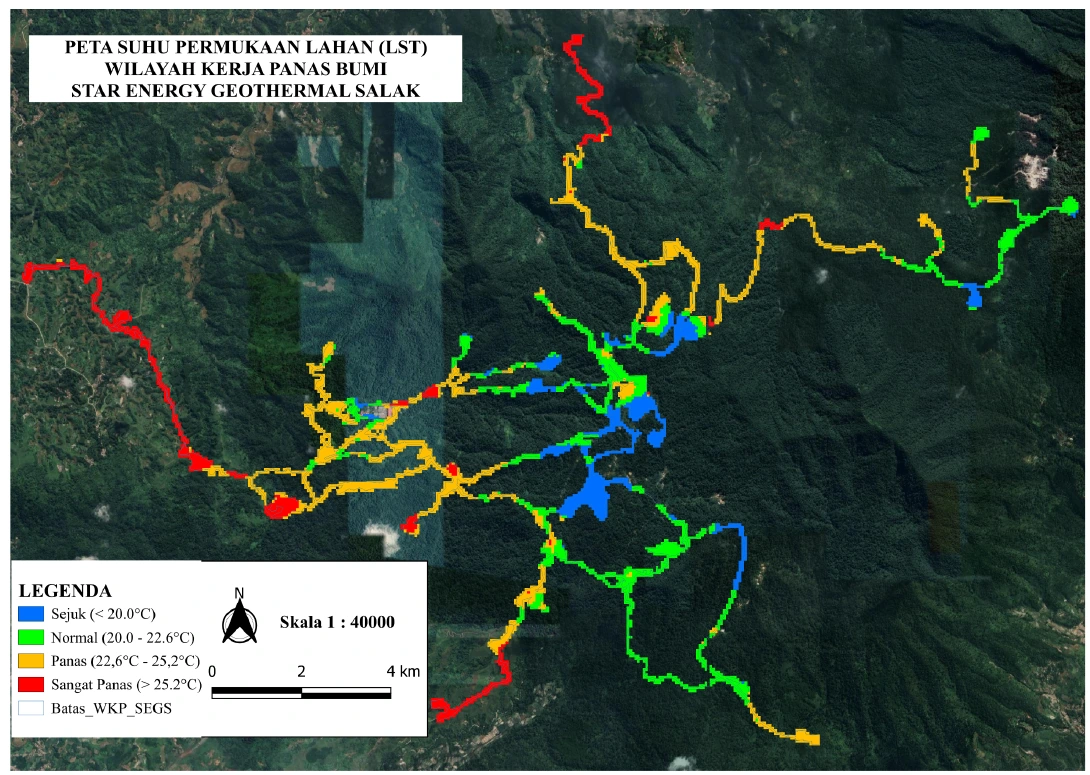 PETA SUHU PERMUKAAN LAHAN (LST)
WILAYAH KERJA PANAS BUMI
STAR ENERGY GEOTHERMAL SALAK
LEGENDA
Sejuk (< 20.0°C)
Normal (20.0 - 22.6°C)
Panas (22,6°C - 25,2°C)
Sangat Panas (> 25.2°C)
Batas_WKP_SEGS
N
Skala 1 : 40000
0 2 4 km